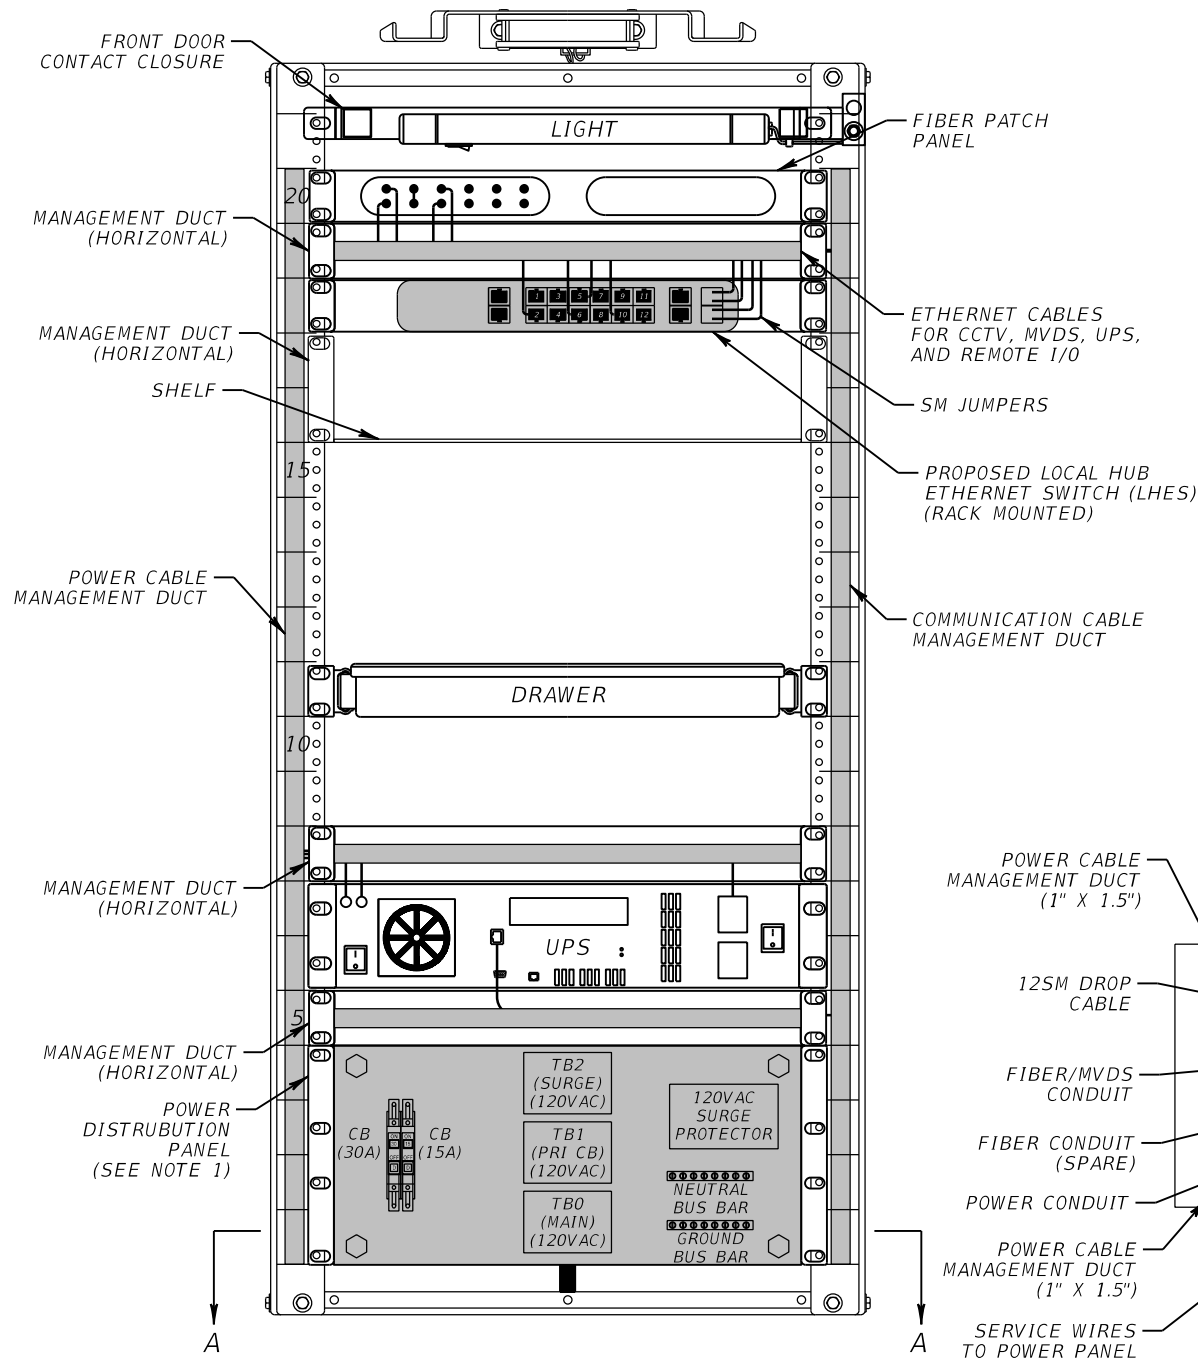 FRONT DOOR
CONTACT CLOSURE
LIGHT
FIBER PATCH
PANEL
20
MANAGEMENT DUCT
(HORIZONTAL)
1 3 5 7 9 11
2 4 6 8 10 12
ETHERNET CABLES
FOR CCTV, MVDS, UPS,
AND REMOTE I/O
MANAGEMENT DUCT
(HORIZONTAL)
SHELF
SM JUMPERS
15
PROPOSED LOCAL HUB
ETHERNET SWITCH (LHES)
(RACK MOUNTED)
POWER CABLE
MANAGEMENT DUCT
COMMUNICATION CABLE
MANAGEMENT DUCT
DRAWER
10
MANAGEMENT DUCT
(HORIZONTAL)
UPS
5
MANAGEMENT DUCT
(HORIZONTAL)
POWER
DISTRUBUTION
PANEL
(SEE NOTE 1)
CB
(30A)
ON
ON
OFF
OFF
CB
(15A)
TB2
(SURGE)
(120VAC)
TB1
(PRI CB)
(120VAC)
TB0
(MAIN)
(120VAC)
120VAC
SURGE
PROTECTOR
NEUTRAL
BUS BAR
GROUND
BUS BAR
A
A
POWER CABLE
MANAGEMENT DUCT
(1" X 1.5")
12SM DROP
CABLE
FIBER/MVDS
CONDUIT
FIBER CONDUIT
(SPARE)
POWER CONDUIT
POWER CABLE
MANAGEMENT DUCT
(1" X 1.5")
SERVICE WIRES
TO POWER PANEL